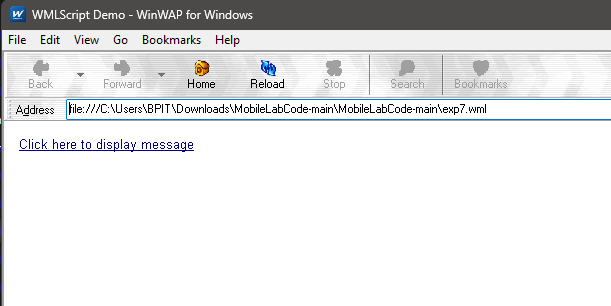 WMLScript Demo - WinWAP for Windows
File Edit View Go Bookmarks Help
Back Forward Home Reload Stop Search Bookmarks
Address file:///C:\Users\BPIT\Downloads\MobileLabCode-main\MobileLabCode-main\exp7.wml
Click here to display message